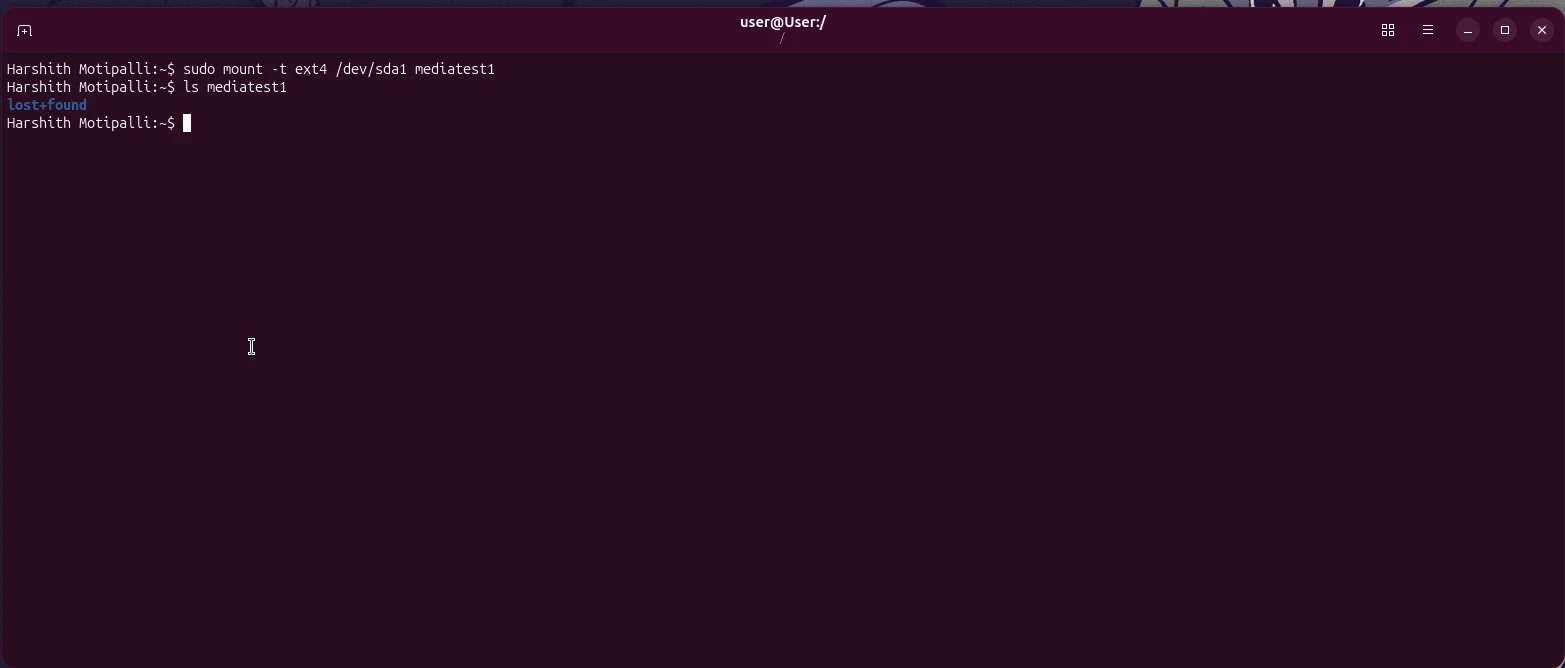 user@User:/
/
Harshith Motipalli:~$ sudo mount -t ext4 /dev/sda1 mediatest1
Harshith Motipalli:~$ ls mediatest1
lost+found
Harshith Motipalli:~$